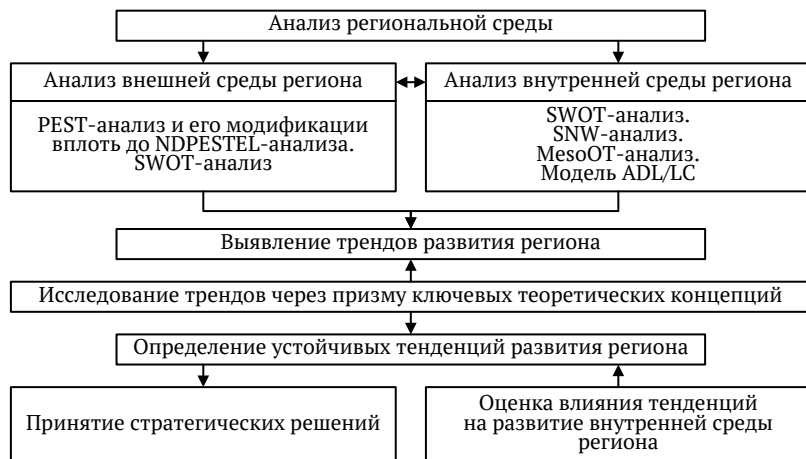 Анализ региональной среды
Анализ внешней среды региона
PEST-анализ и его модификации
вплоть до NDPESTEL-анализа.
SWOT-анализ
Анализ внутренней среды региона
SWOT-анализ.
SNW-анализ.
MesoOT-анализ.
Модель ADL/LC
Выявление трендов развития региона
Исследование трендов через призму ключевых теоретических концепций
Определение устойчивых тенденций развития региона
Принятие стратегических решений
Оценка влияния тенденций
на развитие внутренней среды
региона